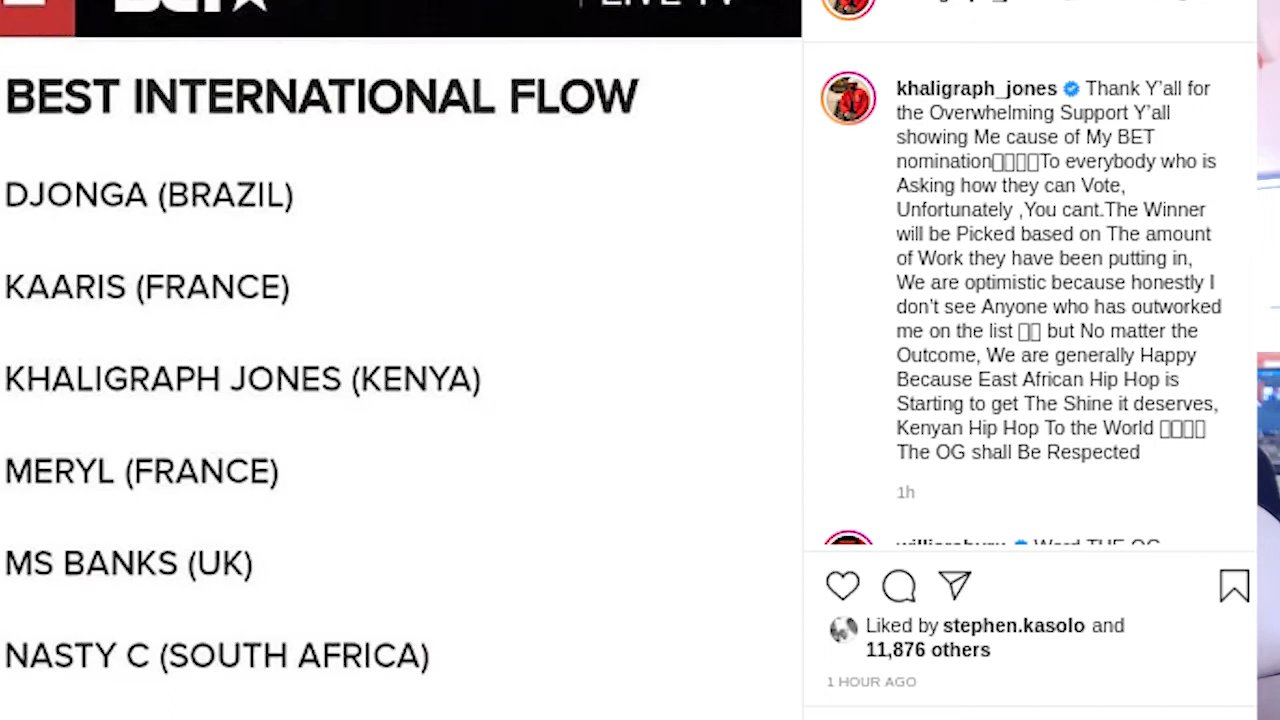 BET
LIVE TV
BEST INTERNATIONAL FLOW
DJONGA (BRAZIL)
KAARIS (FRANCE)
KHALIGRAPH JONES (KENYA)
MERYL (FRANCE)
MS BANKS (UK)
NASTY C (SOUTH AFRICA)
khaligraph_jones Thank Y'all for
the Overwhelming Support Y'all
showing Me cause of My BET
nomination▯▯▯▯To everybody who is
Asking how they can Vote,
Unfortunately ,You cant.The Winner
will be Picked based on The amount
of Work they have been putting in,
We are optimistic because honestly I
don't see Anyone who has outworked
me on the list ▯▯ but No matter the
Outcome, We are generally Happy
Because East African Hip Hop is
Starting to get The Shine it deserves,
Kenyan Hip Hop To the World ▯▯▯▯
The OG shall Be Respected
1h
Word THE OG
Liked by stephen.kasolo and
11,876 others
1 HOUR AGO